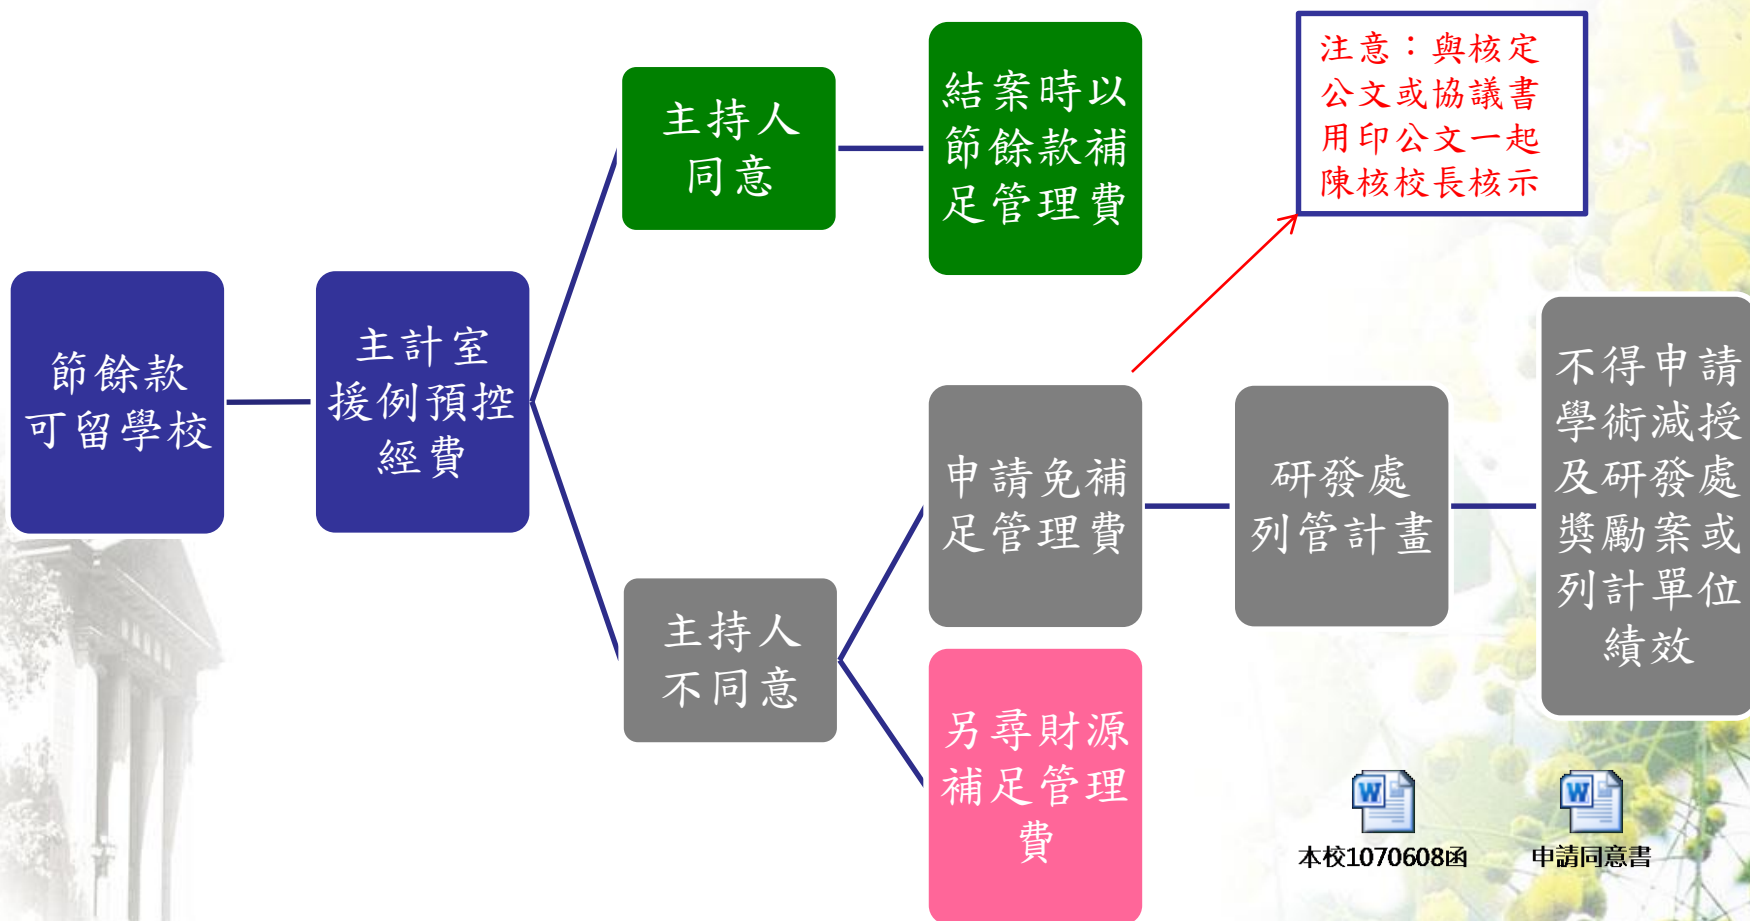 節餘款
可留學校
主計室
援例預控
經費
主持人
同意
結案時以
節餘款補
足管理費
注意：與核定
公文或協議書
用印公文一起
陳核校長核示
主持人
不同意
申請免補
足管理費
研發處
列管計畫
不得申請
學術減授
及研發處
獎勵案或
列計單位
績效
另尋財源
補足管理
費
本校1070608函
申請同意書